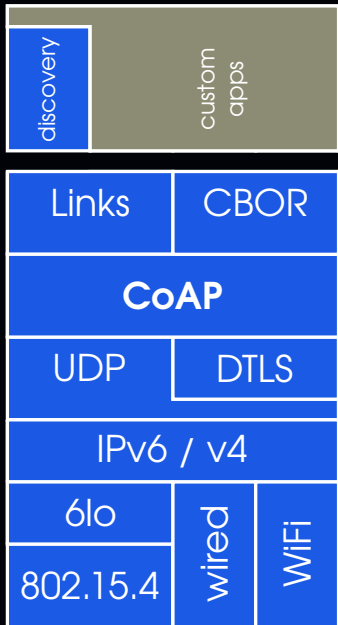 discovery
custom
apps
Links
CBOR
CoAP
UDP
DTLS
IPv6 / v4
6lo
wired
WiFi
802.15.4